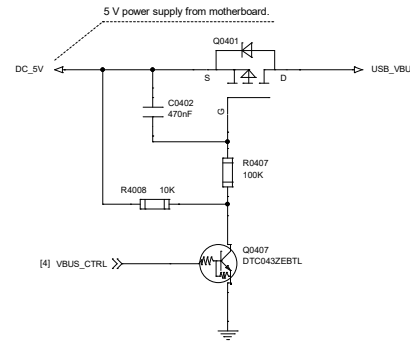 5 V power supply from motherboard.
Q0401
DC_5V
S
D
USB_VBU
C0402
470nF
G
R0407
100K
R4008 10K
Q0407
DTC043ZEBTL
[4] VBUS_CTRL